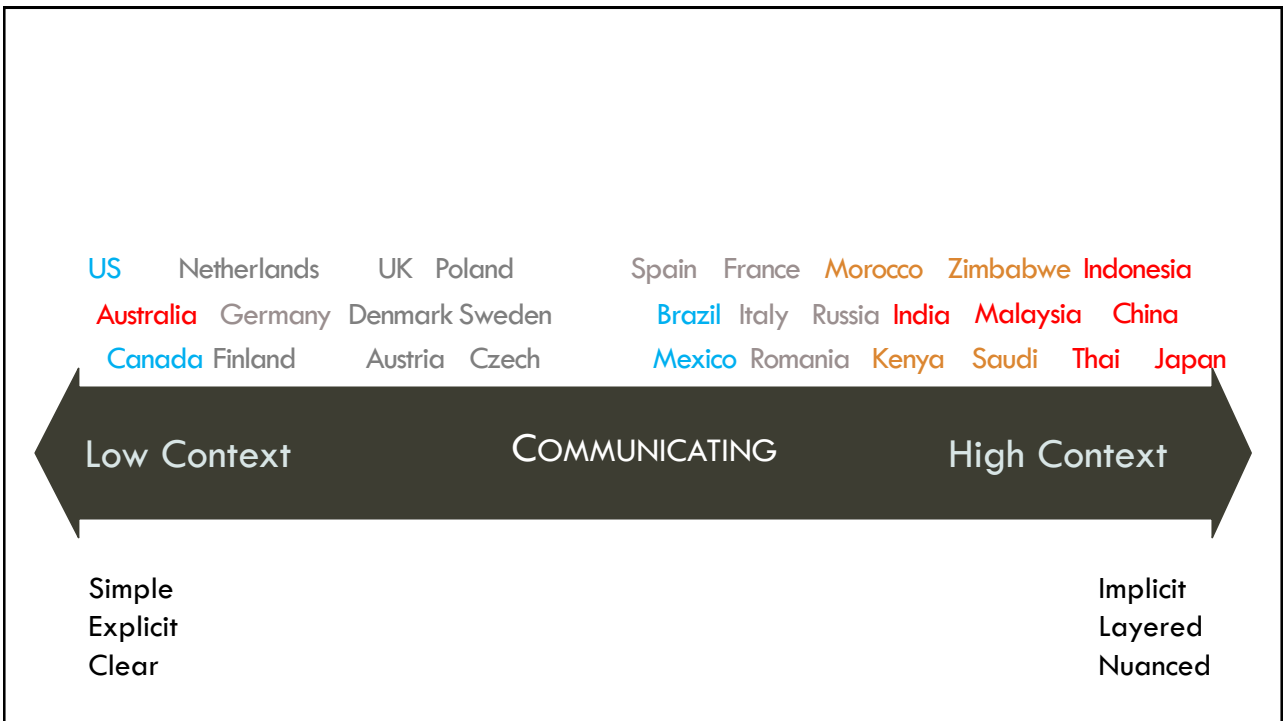 US Netherlands UK Poland Spain France Morocco Zimbabwe Indonesia
Australia Germany Denmark Sweden Brazil Italy Russia India Malaysia China
Canada Finland Austria Czech Mexico Romania Kenya Saudi Thai Japan
Low Context COMMUNICATING High Context
Simple Implicit
Explicit Layered
Clear Nuanced